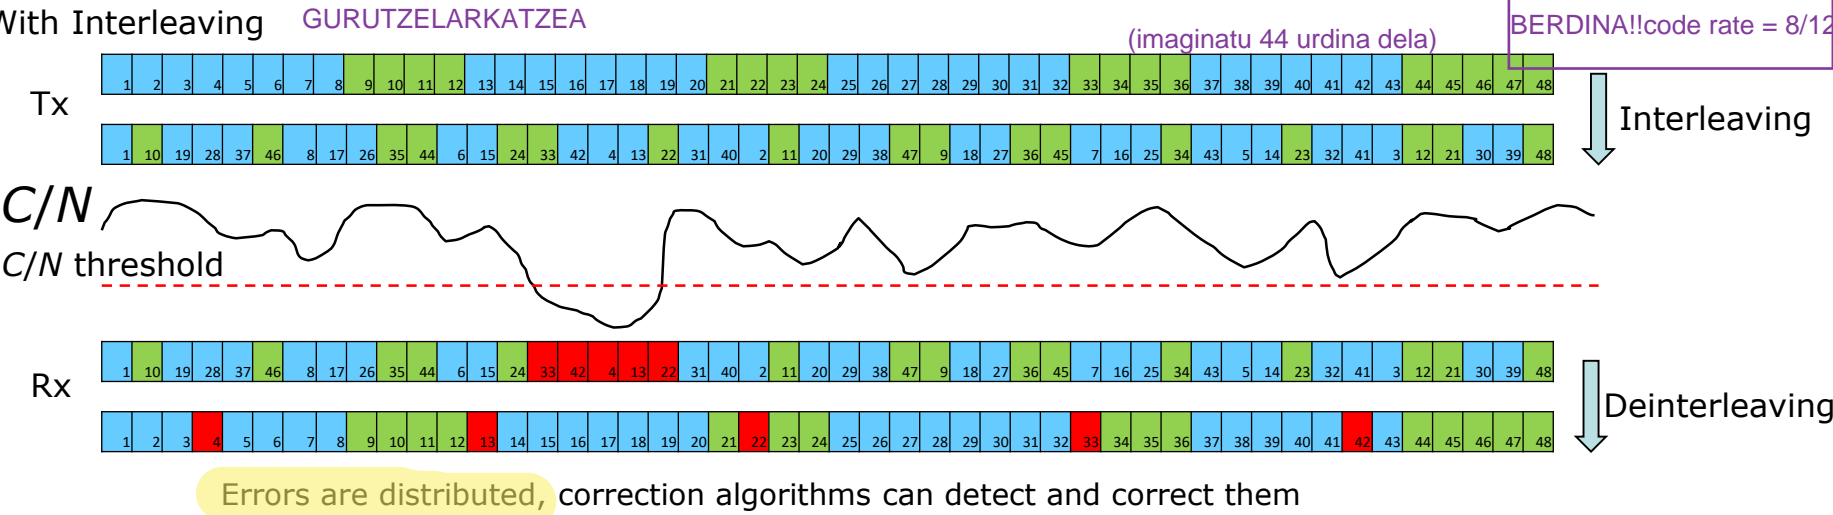 With Interleaving
GURUTZELARKATZEA
(imaginatu 44 urdina dela)
BERDINA!!code rate = 8/12
Tx
1 2 3 4 5 6 7 8 9 10 11 12 13 14 15 16 17 18 19 20 21 22 23 24 25 26 27 28 29 30 31 32 33 34 35 36 37 38 39 40 41 42 43 44 45 46 47 48
Interleaving
1 10 19 28 37 46 8 17 26 35 44 6 15 24 33 42 4 13 22 31 40 2 11 20 29 38 47 9 18 27 36 45 7 16 25 34 43 5 14 23 32 41 3 12 21 30 39 48
C/N
C/N threshold
Rx
1 10 19 28 37 46 8 17 26 35 44 6 15 24 33 42 4 13 22 31 40 2 11 20 29 38 47 9 18 27 36 45 7 16 25 34 43 5 14 23 32 41 3 12 21 30 39 48
Deinterleaving
1 2 3 4 5 6 7 8 9 10 11 12 13 14 15 16 17 18 19 20 21 22 23 24 25 26 27 28 29 30 31 32 33 34 35 36 37 38 39 40 41 42 43 44 45 46 47 48
Errors are distributed, correction algorithms can detect and correct them